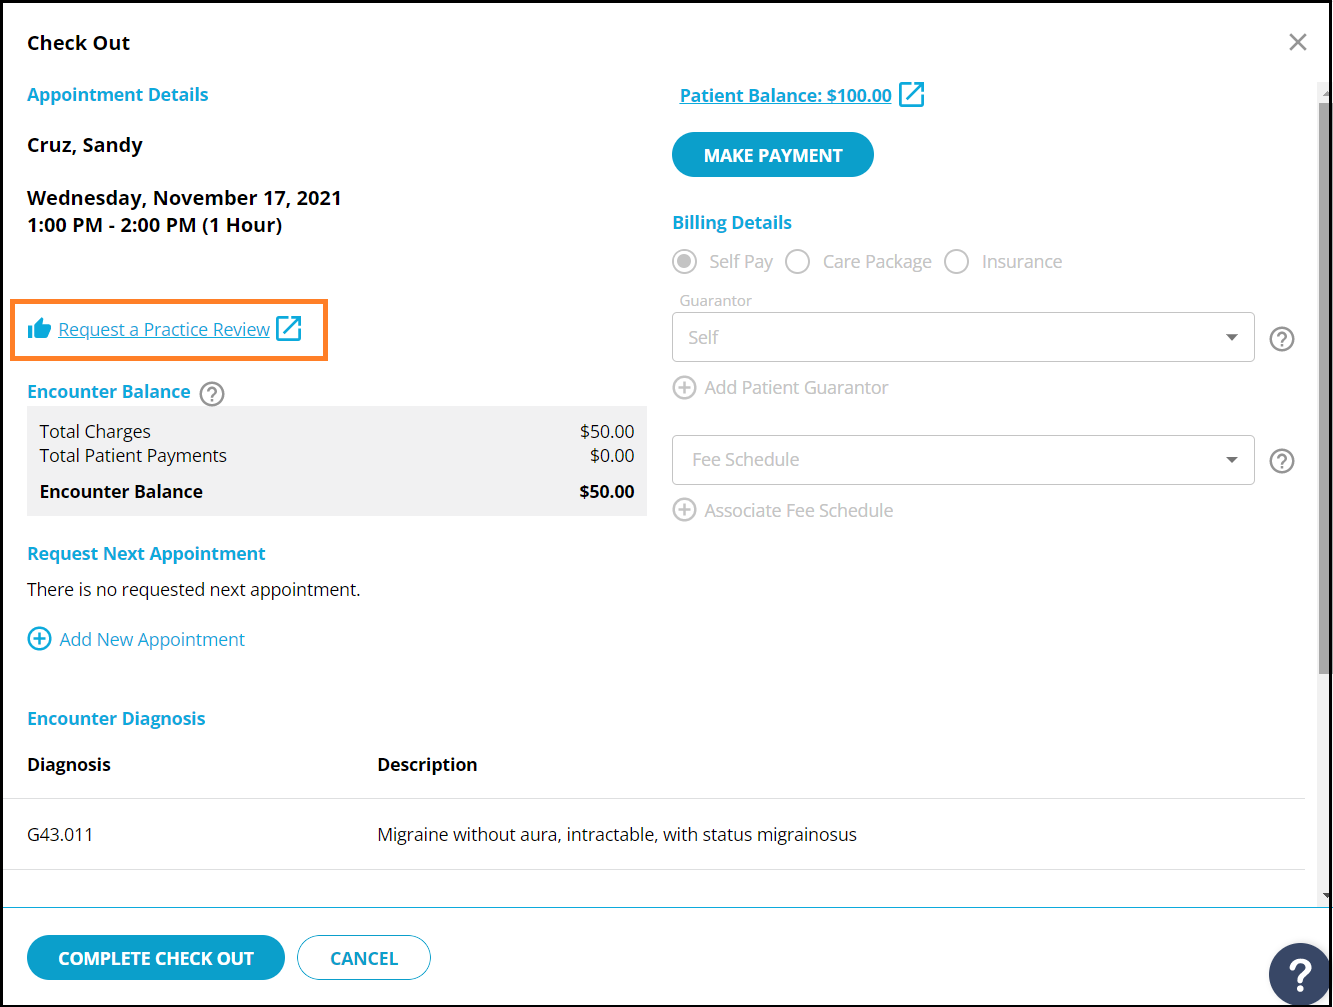 Check Out
Appointment Details
Cruz, Sandy
Wednesday, November 17, 2021
1:00 PM - 2:00 PM (1 Hour)
Request a Practice Review
Encounter Balance ?
Total Charges $50.00
Total Patient Payments $0.00
Encounter Balance $50.00
Request Next Appointment
There is no requested next appointment.
Add New Appointment
Patient Balance: $100.00
MAKE PAYMENT
Billing Details
Self Pay Care Package Insurance
Guarantor
Self ?
Add Patient Guarantor
Fee Schedule ?
Associate Fee Schedule
Encounter Diagnosis
Diagnosis Description
G43.011 Migraine without aura, intractable, with status migrainosus
COMPLETE CHECK OUT CANCEL ?